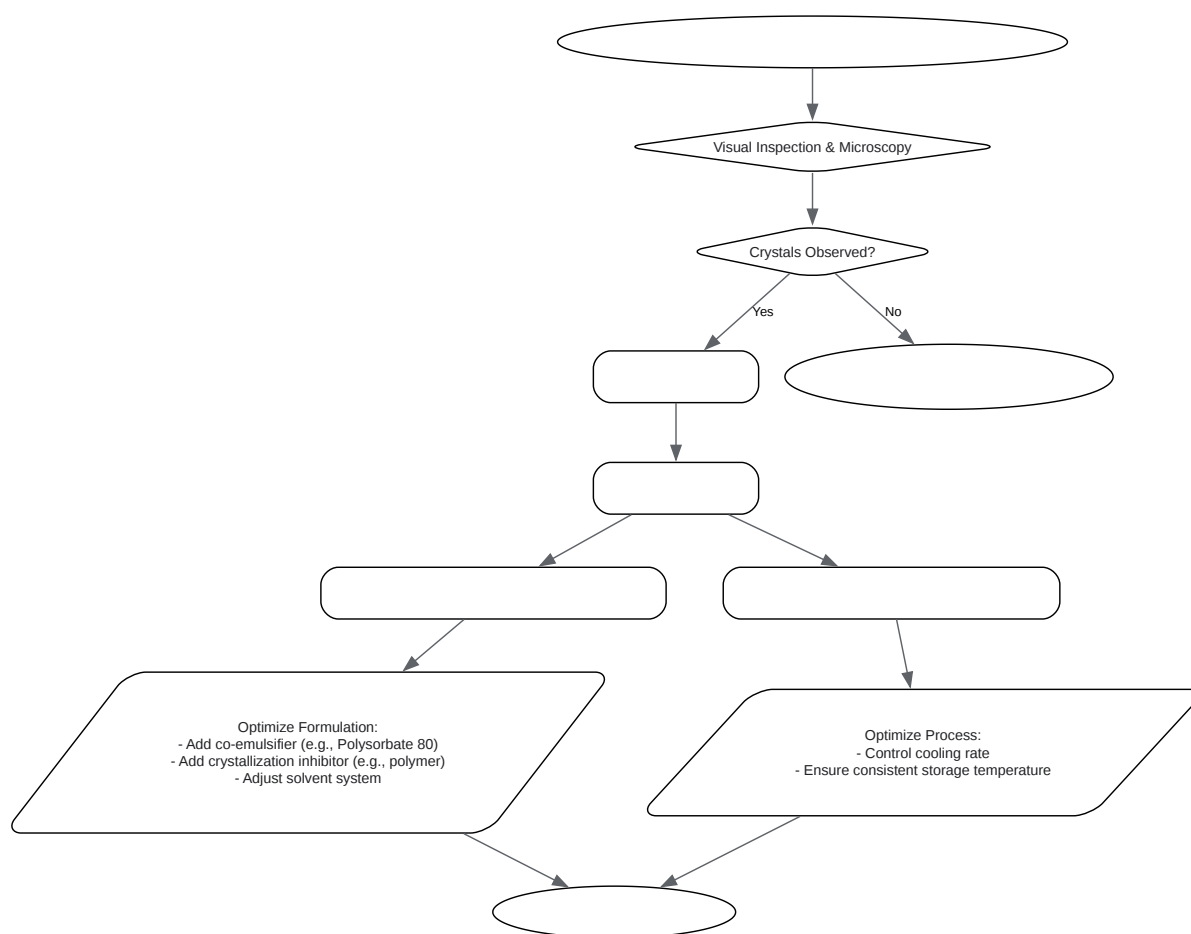 Visual Inspection & Microscopy
Crystals Observed?
Yes
No
Optimize Formulation:
- Add co-emulsifier (e.g., Polysorbate 80)
- Add crystallization inhibitor (e.g., polymer)
- Adjust solvent system
Optimize Process:
- Control cooling rate
- Ensure consistent storage temperature